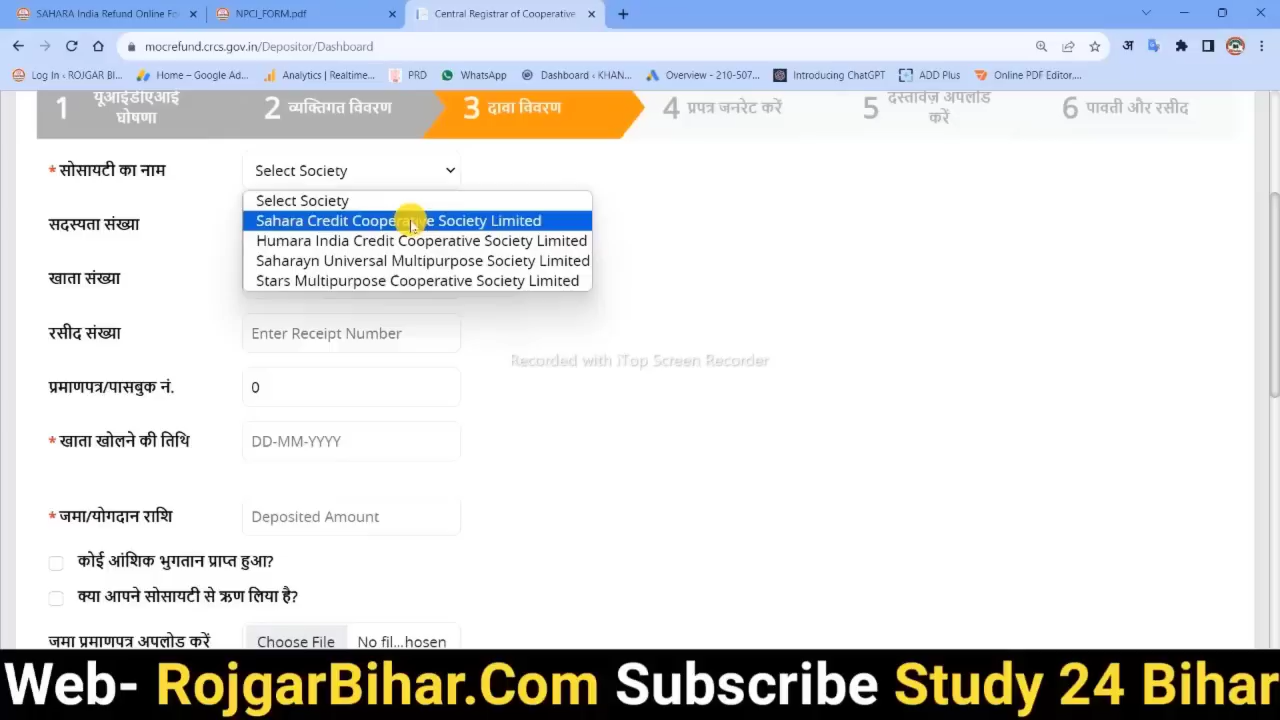 SAHARA India Refund Online Fo
NPCI_FORM.pdf
Central Registrar of Cooperative
mocrefund.crcs.gov.in/Depositor/Dashboard
Log In ‹ ROJGAR BI...
Home – Google Ad...
Analytics | Realtime...
PRD
WhatsApp
Dashboard ‹ KHAN...
Overview - 210-507...
Introducing ChatGPT
ADD Plus
Online PDF Editor,...
1 यूआईडीएआई
घोषणा
2 व्यक्तिगत विवरण
3 दावा विवरण
4 प्रपत्र जनरेट करें
5 दस्तावेज़ अपलोड
करें
6 पावती और रसीद
* सोसायटी का नाम
Select Society
Select Society
सदस्यता संख्या
Sahara Credit Cooperative Society Limited
Humara India Credit Cooperative Society Limited
Saharayn Universal Multipurpose Society Limited
खाता संख्या
Stars Multipurpose Cooperative Society Limited
रसीद संख्या
Enter Receipt Number
Recorded with iTop Screen Recorder
प्रमाणपत्र/पासबुक नं.
0
* खाता खोलने की तिथि
DD-MM-YYYY
* जमा/योगदान राशि
Deposited Amount
कोई आंशिक भुगतान प्राप्त हुआ?
क्या आपने सोसायटी से ऋण लिया है?
जमा प्रमाणपत्र अपलोड करें
Choose File No fil...hosen
Web- RojgarBihar.Com Subscribe Study 24 Bihar